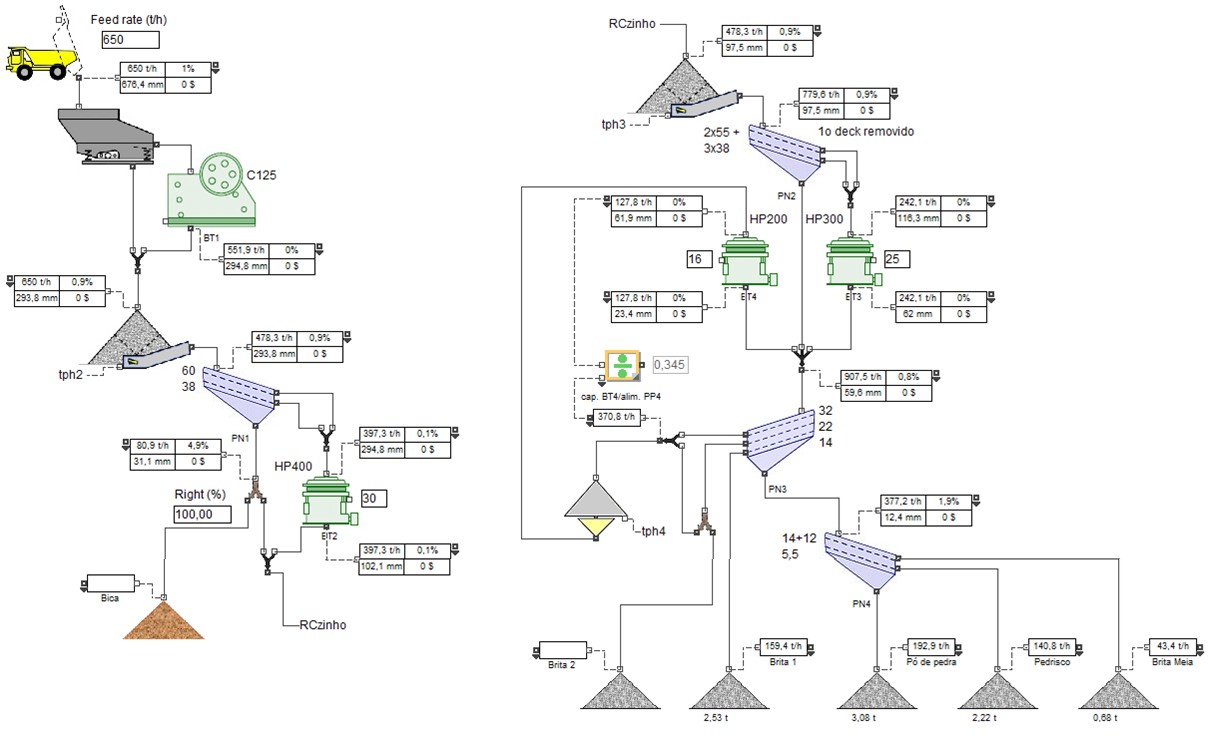 Feed rate (t/h)
650
650 t/h 1%
676,4 mm 0 $
C125
BT1
551,9 t/h 0%
294,8 mm 0 $
650 t/h 0,9%
293,8 mm 0 $
478,3 t/h 0,9%
293,8 mm 0 $
tph2
60
38
PN1
80,9 t/h 4,9%
31,1 mm 0 $
397,3 t/h 0,1%
294,8 mm 0 $
HP400
30
Right (%)
100,00
BT2
397,3 t/h 0,1%
102,1 mm 0 $
Bica
RCzinho
RCzinho
478,3 t/h 0,9%
97,5 mm 0 $
tph3
779,6 t/h 0,9%
97,5 mm 0 $
2x55 +
3x38
1o deck removido
PN2
127,8 t/h 0%
61,9 mm 0 $
HP200
HP300
242,1 t/h 0%
116,3 mm 0 $
16
25
BT4
BT3
127,8 t/h 0%
23,4 mm 0 $
242,1 t/h 0%
62 mm 0 $
0,345
cap. BT4/alim. PP4
370,8 t/h
907,5 t/h 0,8%
59,6 mm 0 $
32
22
14
PN3
tph4
377,2 t/h 1,9%
12,4 mm 0 $
14+12
5,5
PN4
Brita 2
159,4 t/h
Brita 1
192,9 t/h
Pó de pedra
140,8 t/h
Pedrisco
43,4 t/h
Brita Meia
2,53 t
3,08 t
2,22 t
0,68 t